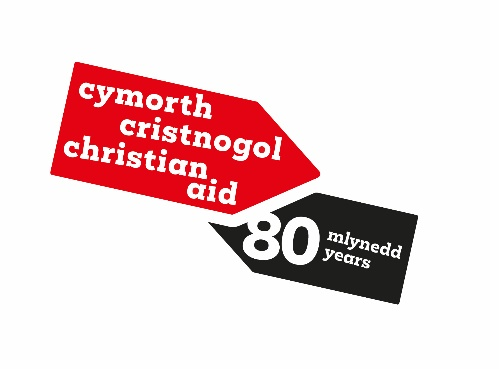 cymorth
cristnogol
christian
aid
80 mlynedd
years